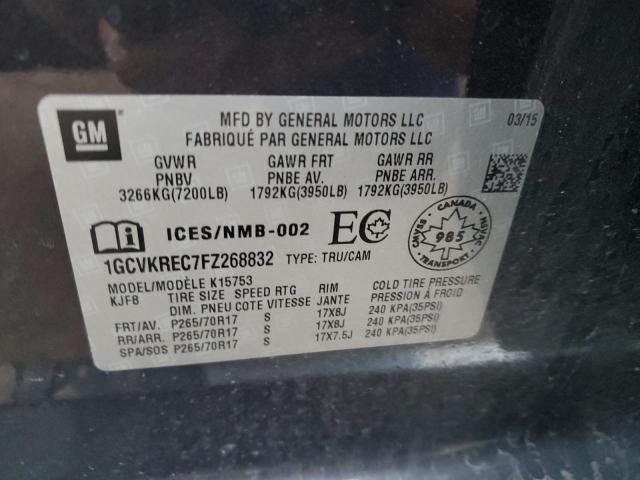 GM
MFD BY GENERAL MOTORS LLC 03/15
FABRIQUÉ PAR GENERAL MOTORS LLC
GVWR GAWR FRT GAWR RR
PNBV PNBE AV. PNBE ARR.
3266KG(7200LB) 1792KG(3950LB) 1792KG(3950LB)
ICES/NMB-002 EC
CANADA
CMVSS 985 NSVAC
TRANSPORT
1GCVKREC7FZ268832 TYPE: TRU/CAM
MODEL/MODÈLE K15753
KJF8 TIRE SIZE SPEED RTG RIM COLD TIRE PRESSURE
DIM. PNEU COTE VITESSE JANTE PRESSION À FROID
FRT/AV. P265/70R17 S 17X8J 240 KPA(35PSI)
RR/ARR. P265/70R17 S 17X8J 240 KPA(35PSI)
SPA/SOS P265/70R17 S 17X7.5J 240 KPA(35PSI)